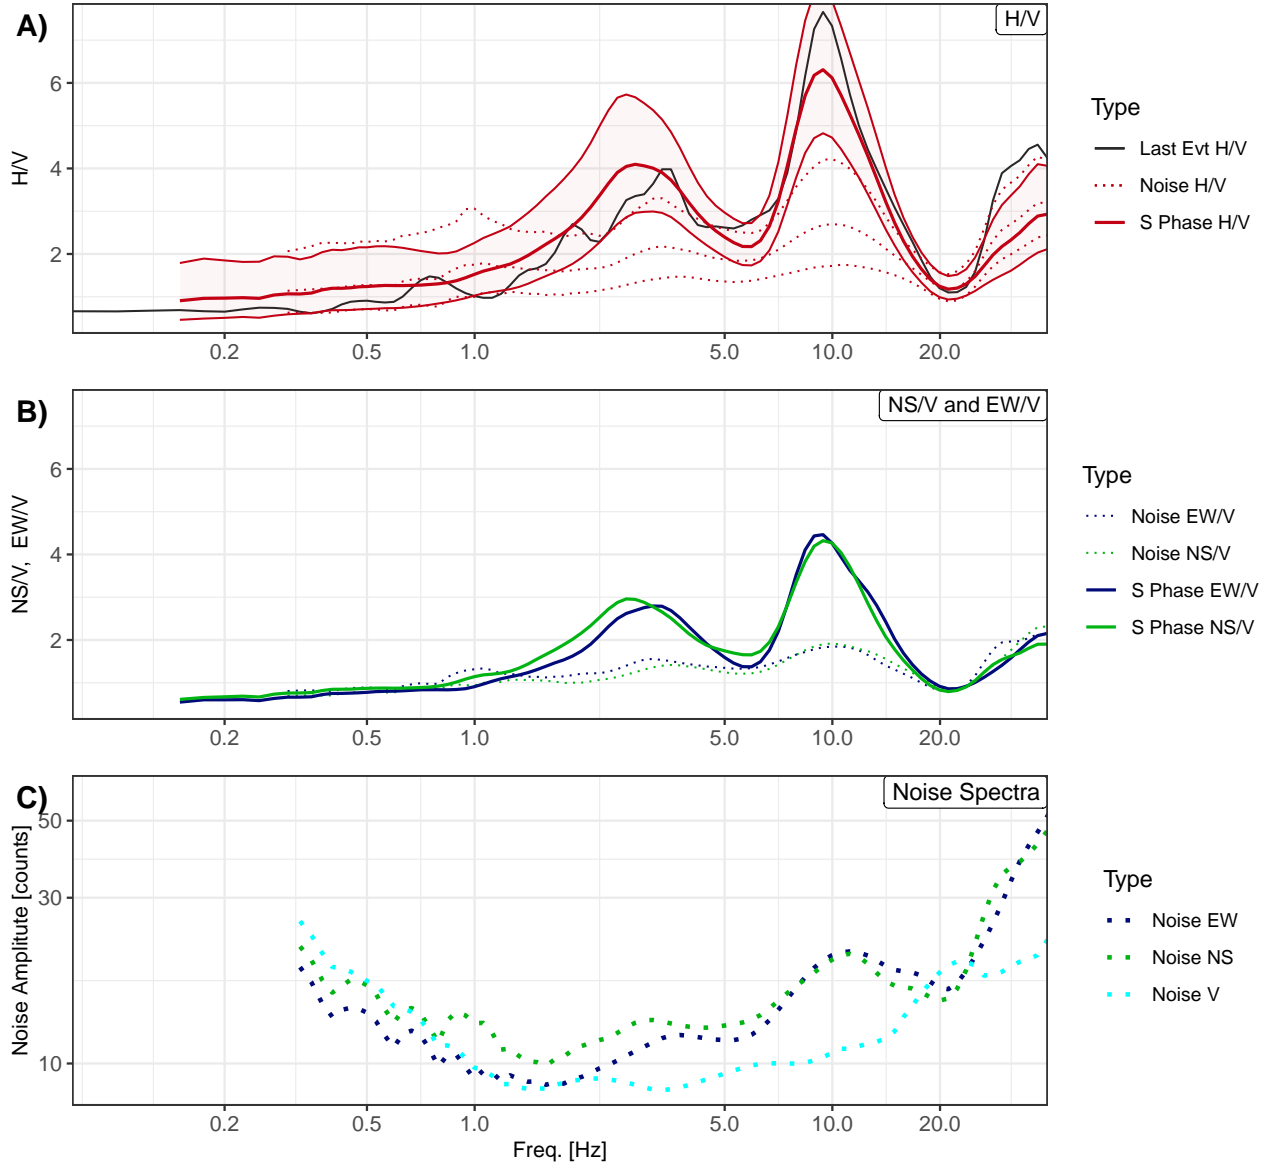 A)
H/V
H/V
6
4
2
0.2 0.5 1.0 5.0 10.0 20.0
Type
Last Evt H/V
Noise H/V
S Phase H/V
B)
NS/V and EW/V
NS/V, EW/V
6
4
2
0.2 0.5 1.0 5.0 10.0 20.0
Type
Noise EW/V
Noise NS/V
S Phase EW/V
S Phase NS/V
C)
Noise Spectra
Noise Amplitute [counts]
50
30
10
0.2 0.5 1.0 5.0 10.0 20.0
Freq. [Hz]
Type
Noise EW
Noise NS
Noise V